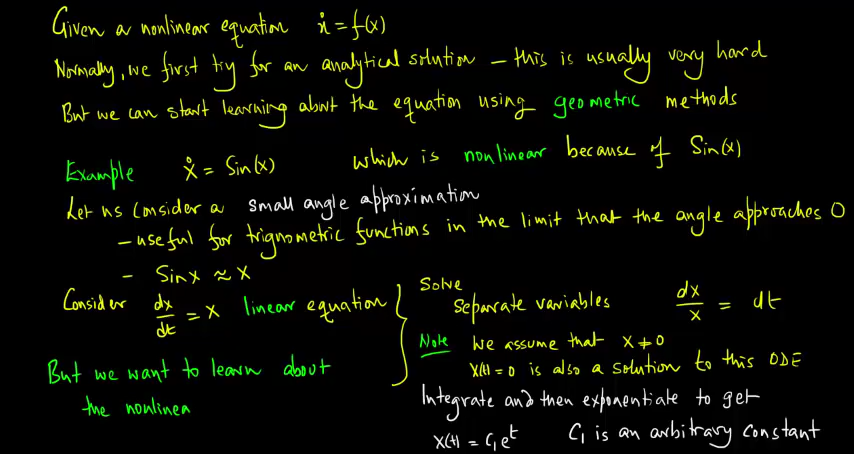 Given a nonlinear equation ẋ = f(x)
Normally, we first try for an analytical solution – this is usually very hard
But we can start learning about the equation using geometric methods
Example ẋ = Sin(x) which is nonlinear because of Sin(x)
Let us consider a small angle approximation
– useful for trignometric functions in the limit that the angle approaches 0
– Sin x ≈ x
Consider dx/dt = x linear equation
But we want to learn about
the nonlinea
Solve
Separate variables dx/x = dt
Note We assume that x ≠ 0
x(t) = 0 is also a solution to this ODE
Integrate and then exponentiate to get
x(t) = C₁eᵗ C₁ is an arbitrary constant